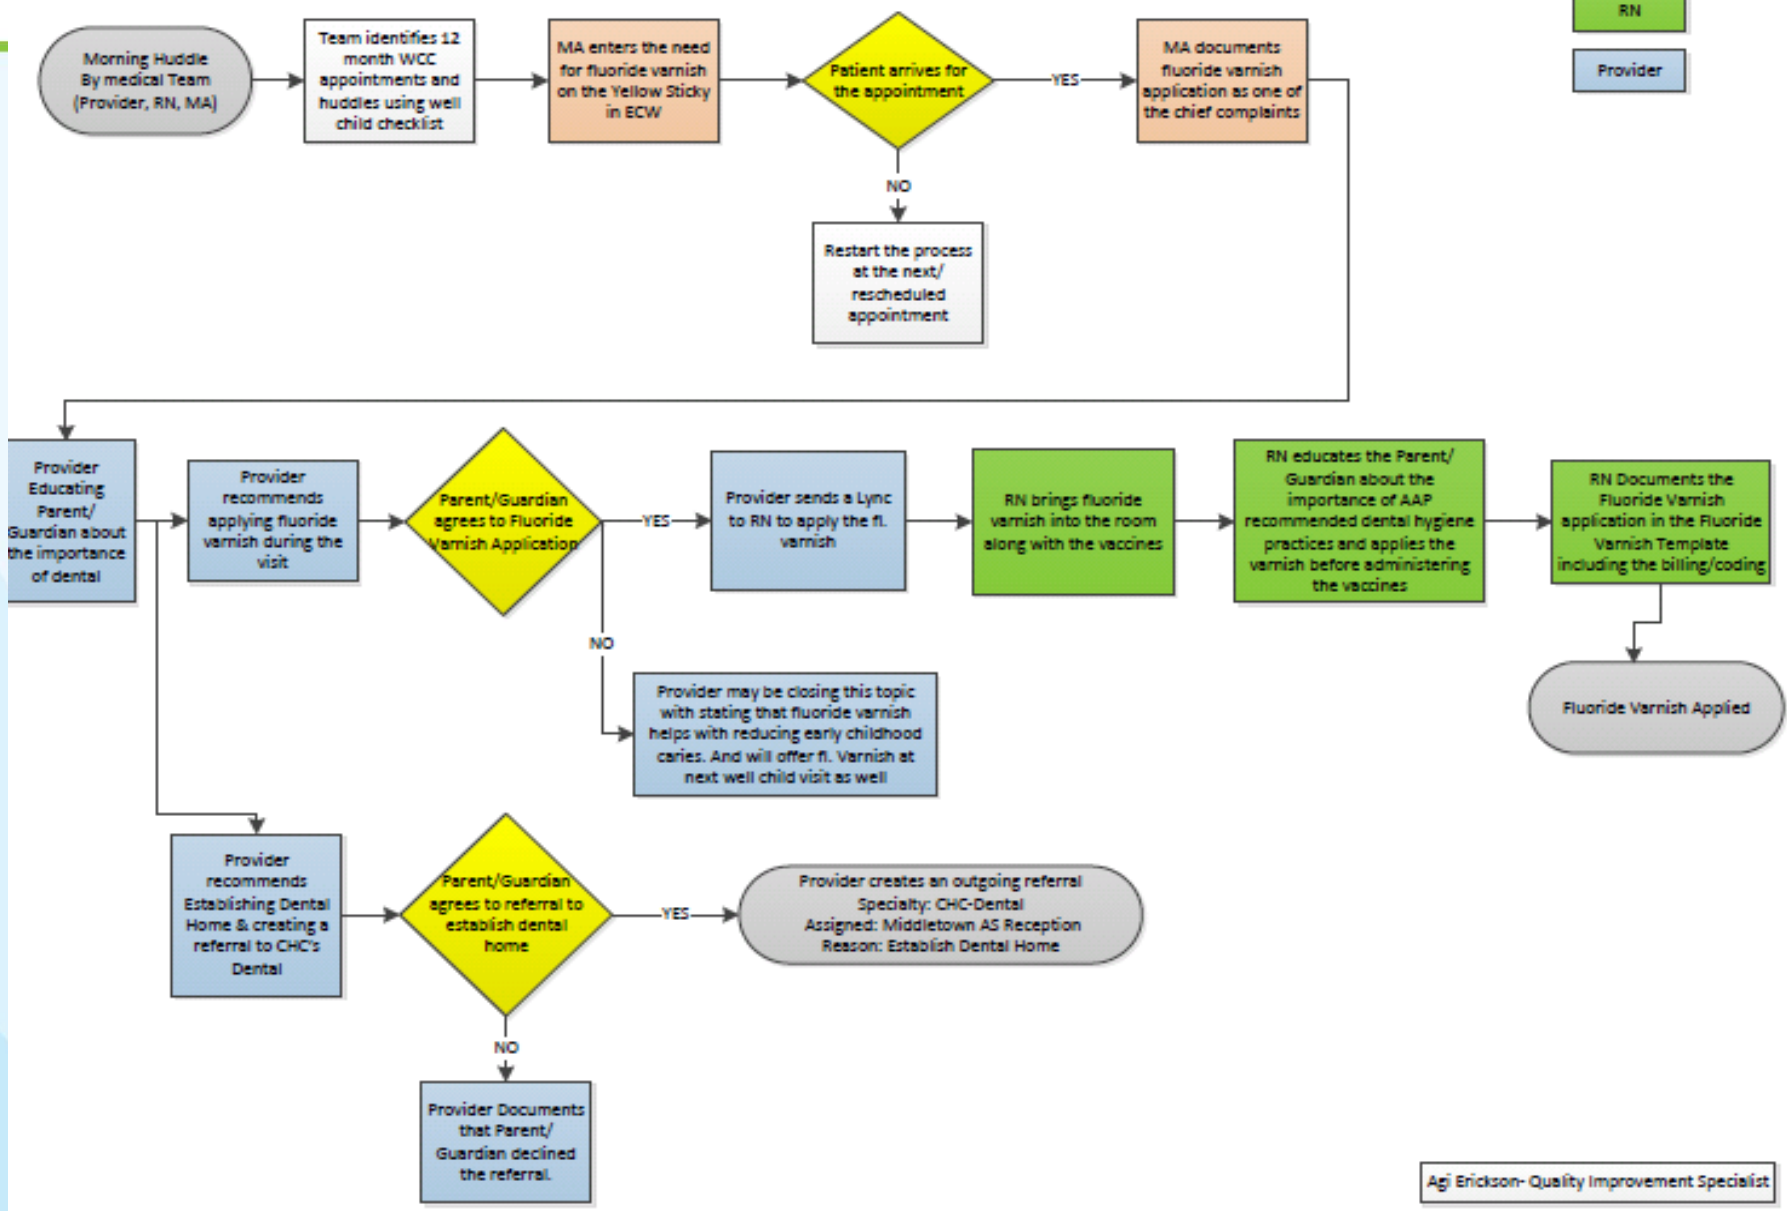 RN
Provider
Morning Huddle
By medical Team
(Provider, RN, MA)
Team identifies 12
month WCC
appointments and
huddles using well
child checklist
MA enters the need
for fluoride varnish
on the Yellow Sticky
in ECW
Patient arrives for
the appointment
YES
MA documents
fluoride varnish
application as one of
the chief complaints
NO
Restart the process
at the next/
rescheduled
appointment
Provider
Educating
Parent/
Guardian about
the importance
of dental
Provider
recommends
applying fluoride
varnish during the
visit
Parent/Guardian
agrees to Fluoride
Varnish Application
YES
Provider sends a Lync
to RN to apply the fl.
varnish
RN brings fluoride
varnish into the room
along with the vaccines
RN educates the Parent/
Guardian about the
importance of AAP
recommended dental hygiene
practices and applies the
varnish before administering
the vaccines
RN Documents the
Fluoride Varnish
application in the Fluoride
Varnish Template
including the billing/coding
NO
Provider may be closing this topic
with stating that fluoride varnish
helps with reducing early childhood
caries. And will offer fl. Varnish at
next well child visit as well
Fluoride Varnish Applied
Provider
recommends
Establishing Dental
Home & creating a
referral to CHC's
Dental
Parent/Guardian
agrees to referral to
establish dental
home
YES
Provider creates an outgoing referral
Specialty: CHC-Dental
Assigned: Middletown AS Reception
Reason: Establish Dental Home
NO
Provider Documents
that Parent/
Guardian declined
the referral.
Agi Erickson- Quality Improvement Specialist